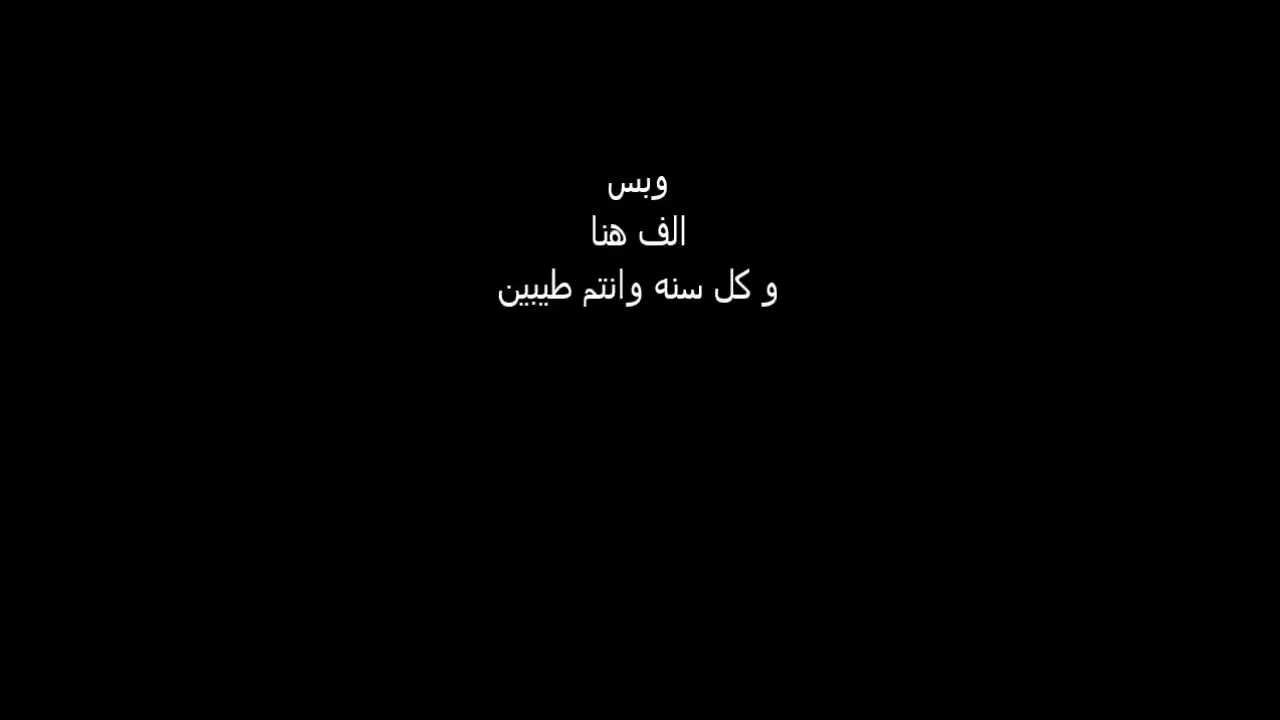 وبس
الف هنا
و كل سنه وانتم طيبين